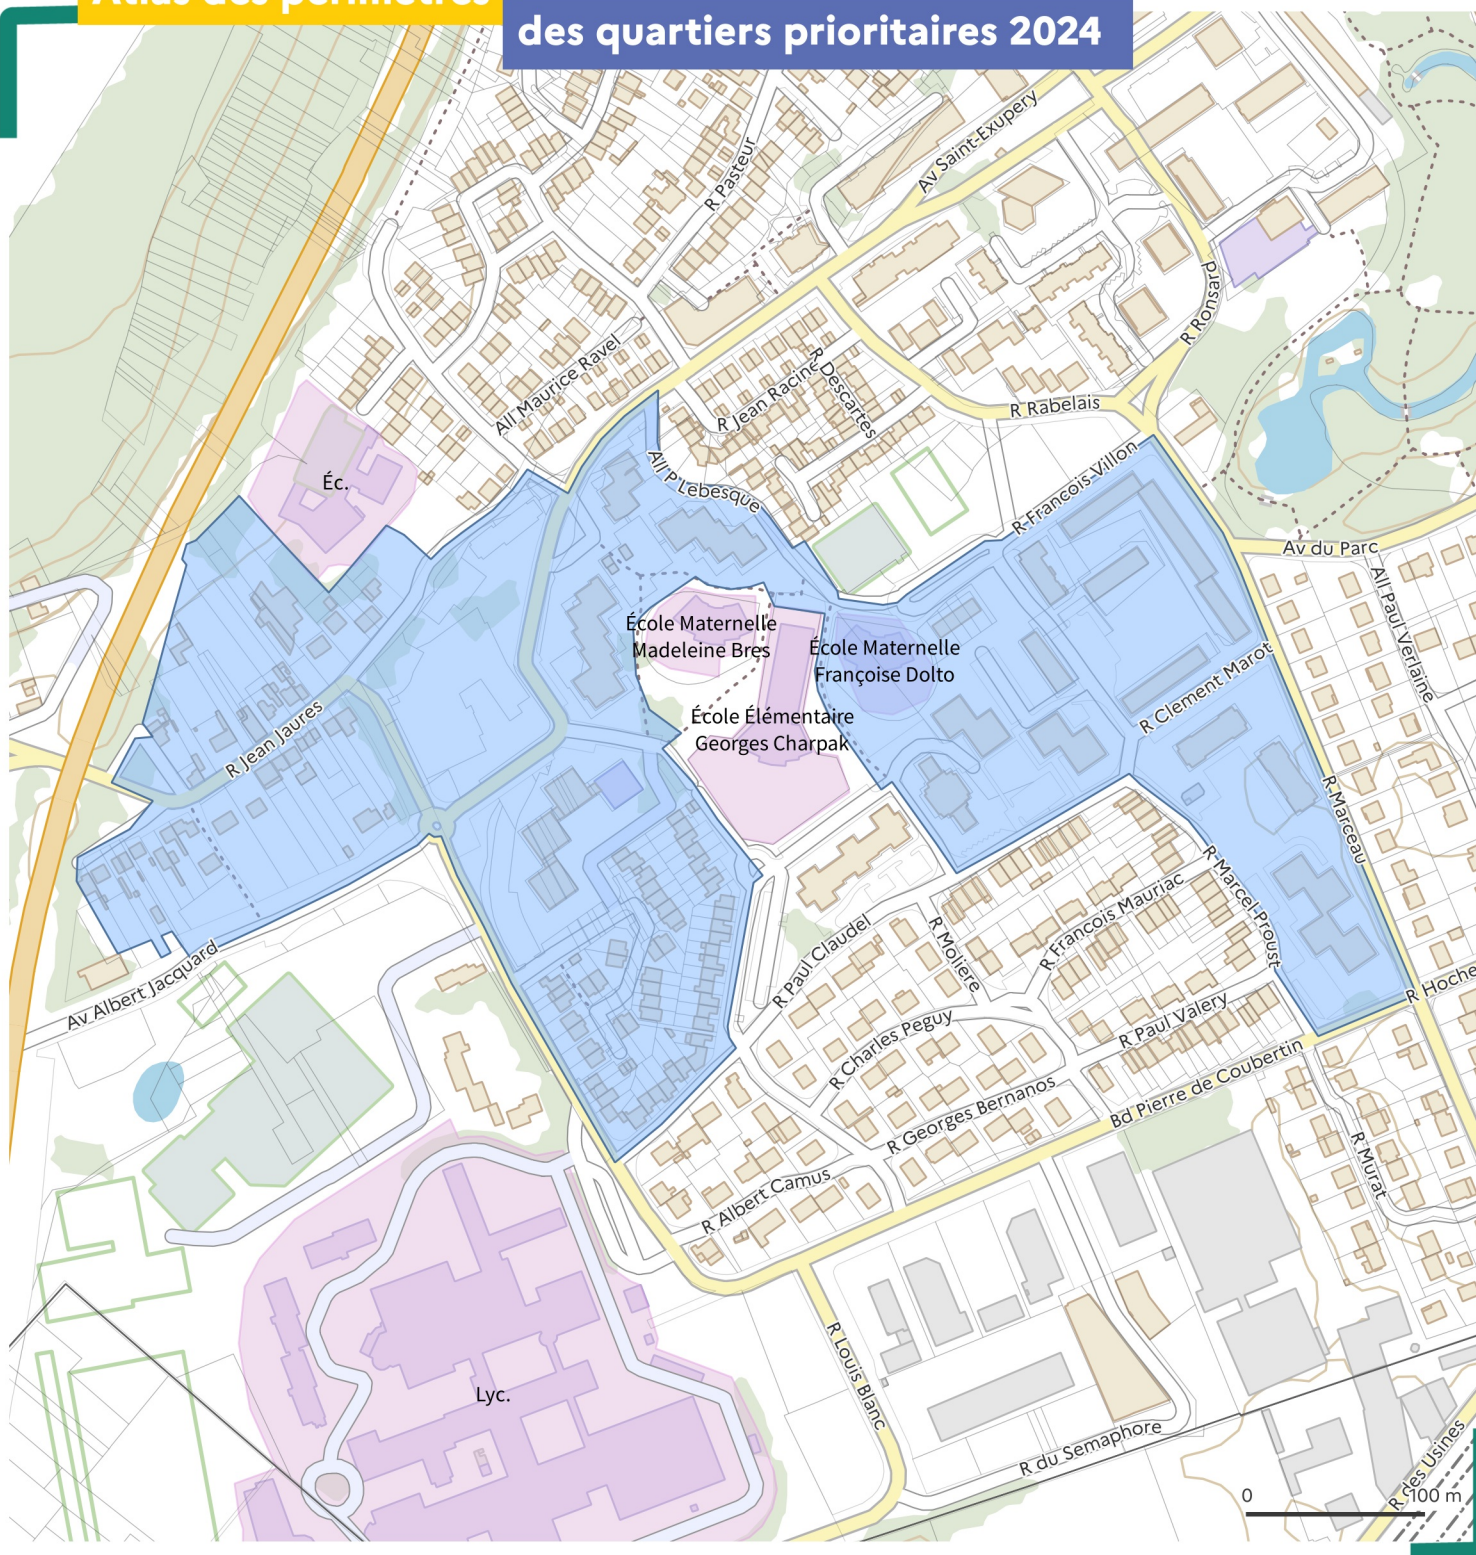 Atlas des périmètres
des quartiers prioritaires 2024
Av Saint-Exupery
R Pasteur
R Ronsard
All Maurice Ravel
R Jean Racine
R Descartes
R Rabelais
R Francois Villon
All P Lebesque
Éc.
Av du Parc
All Paul Verlaine
École Maternelle
Madeleine Bres
École Maternelle
Françoise Dolto
École Élémentaire
Georges Charpak
R Clement Marot
R Jean Jaures
R Marceau
R Marcel Proust
R Francois Mauriac
R Moliere
R Paul Claudel
Av Albert Jacquard
R Hoche
R Paul Valery
R Charles Peguy
Bd Pierre de Coubertin
R Georges Bernanos
R Albert Camus
R Murat
R Louis Blanc
Lyc.
R du Semaphore
R des Usines
0 100 m